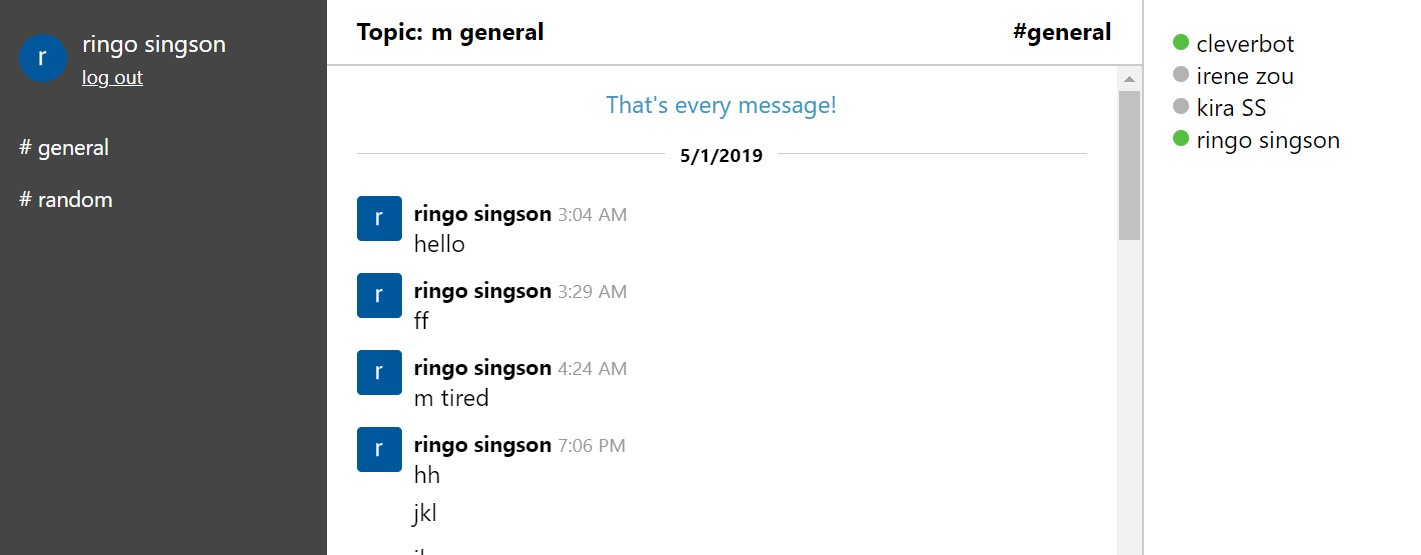 r
ringo singson
log out
# general
# random
Topic: m general
#general
That's every message!
5/1/2019
r
ringo singson 3:04 AM
hello
r
ringo singson 3:29 AM
ff
r
ringo singson 4:24 AM
m tired
r
ringo singson 7:06 PM
hh
jkl
cleverbot
irene zou
kira SS
ringo singson